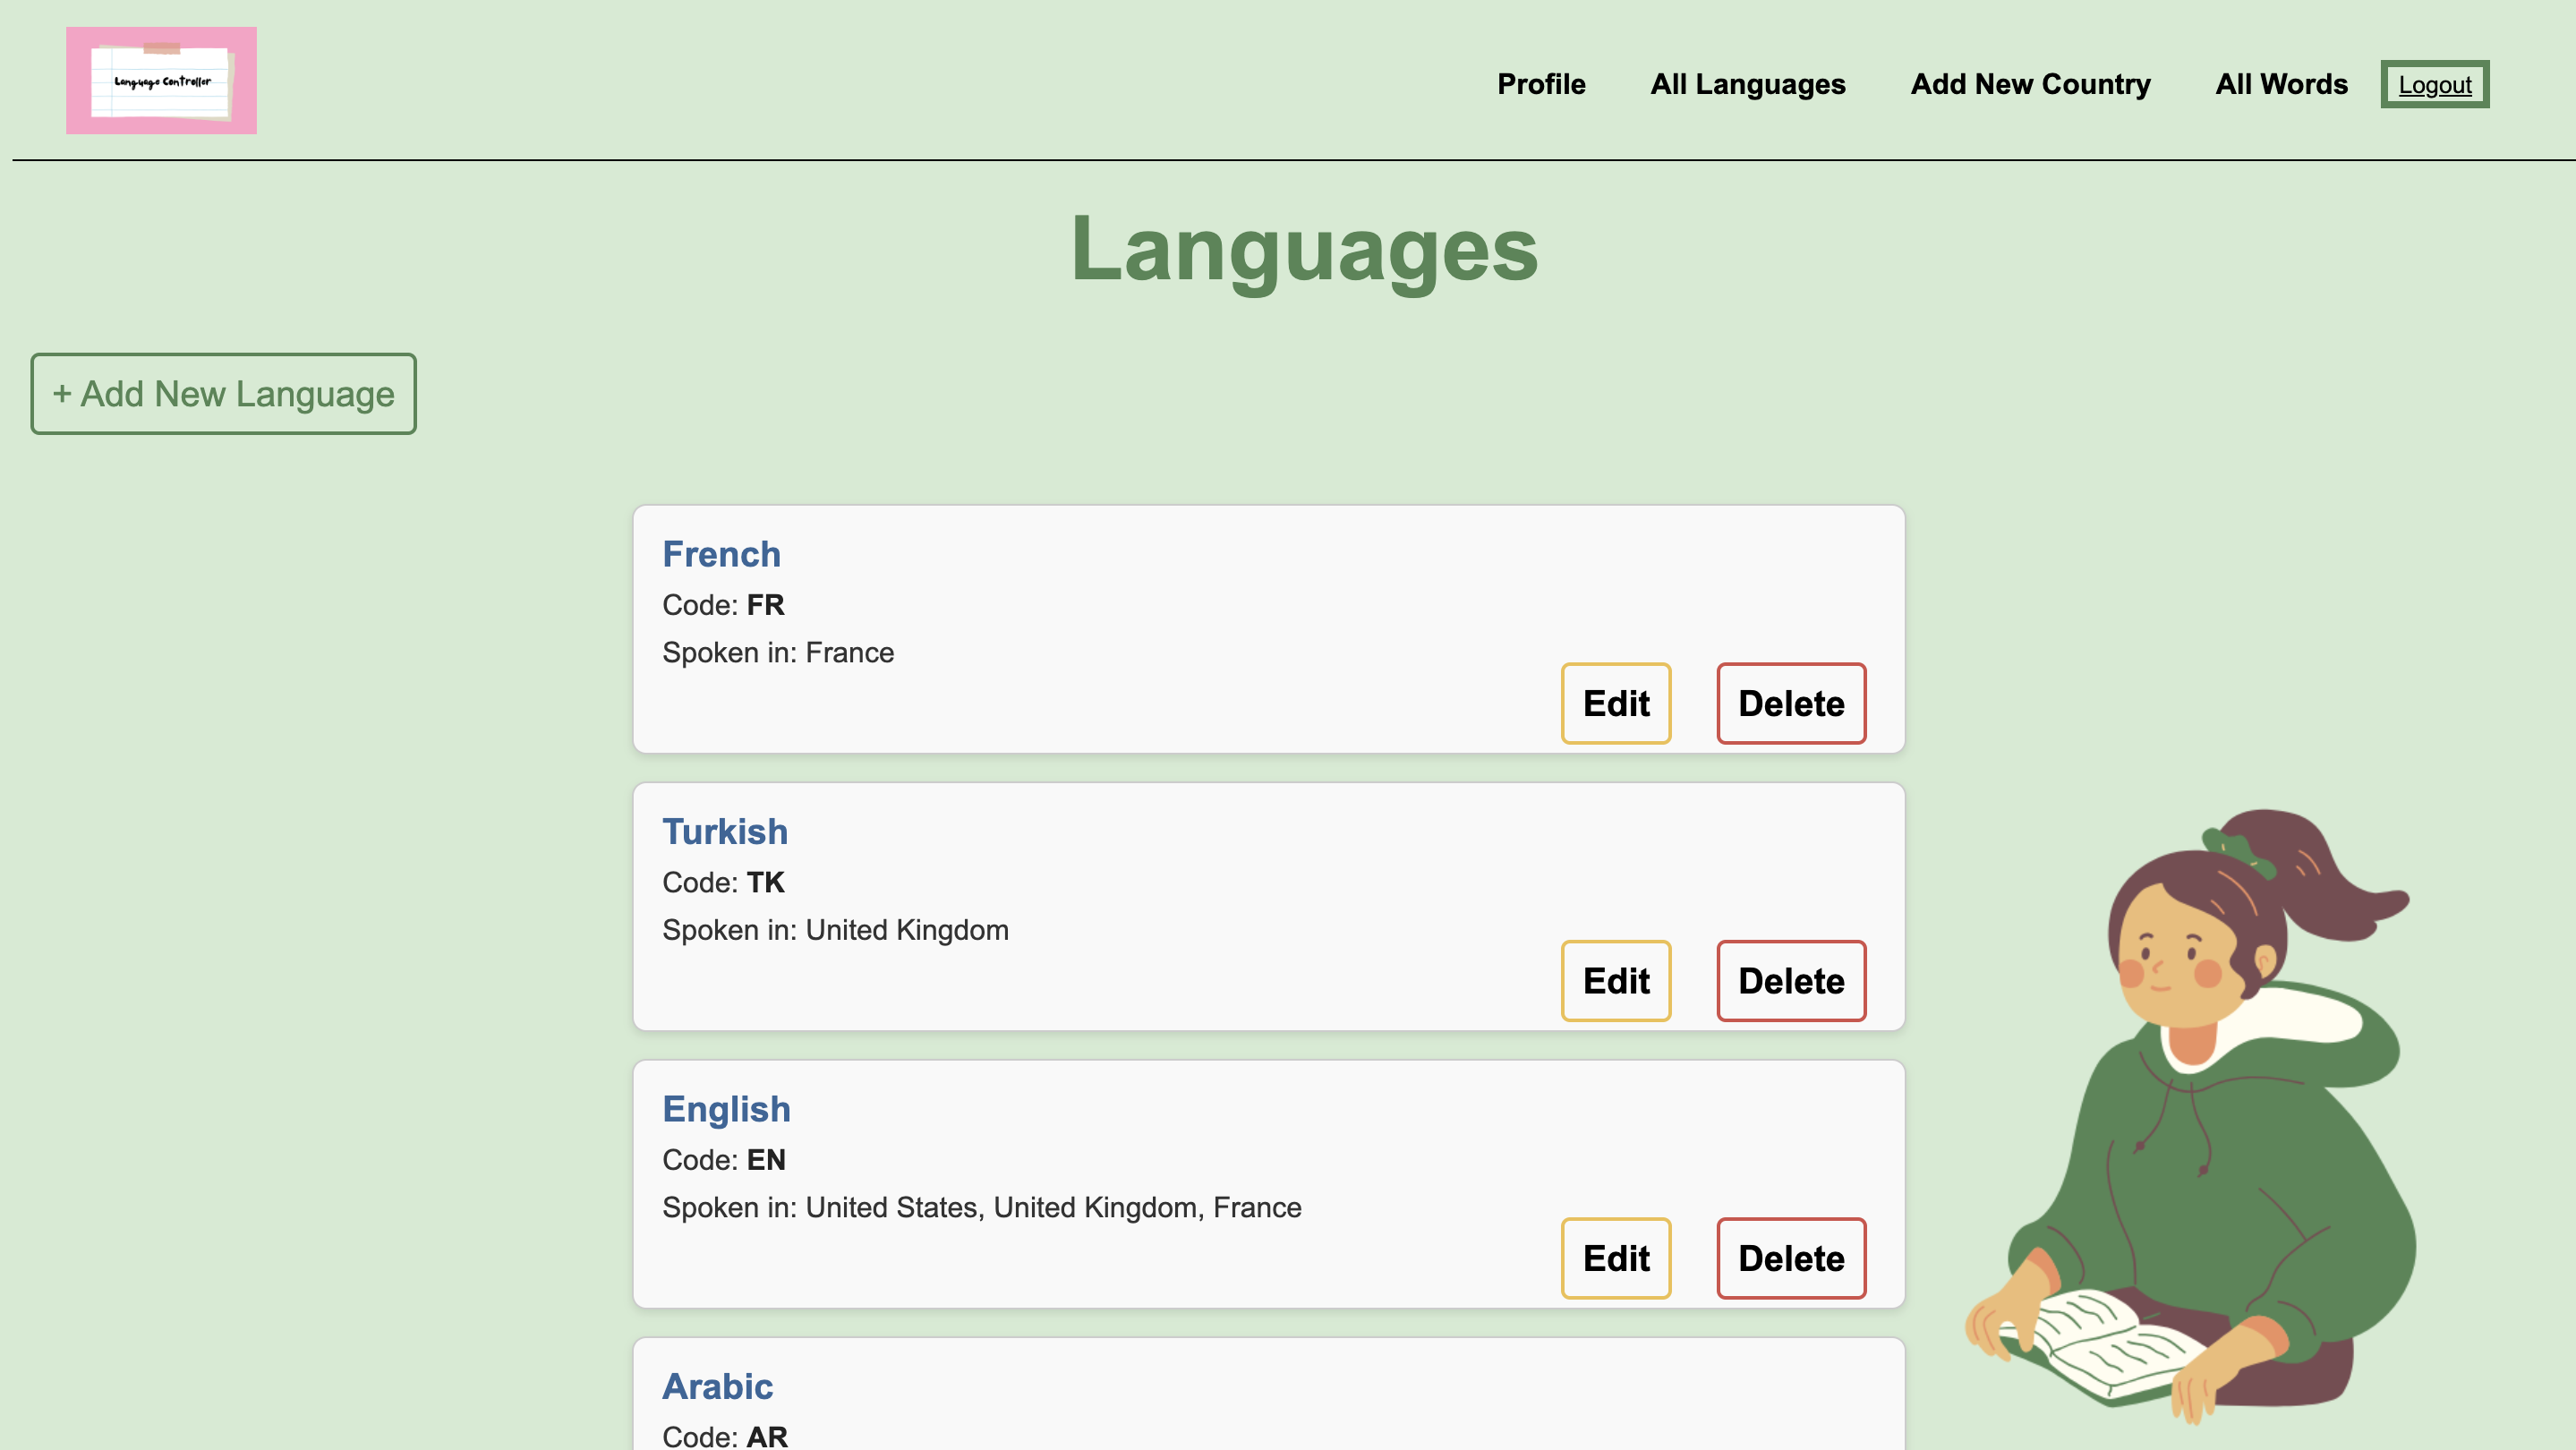 Language Controller
Profile All Languages Add New Country All Words Logout
Languages
+ Add New Language
French
Code: FR
Spoken in: France
Edit Delete
Turkish
Code: TK
Spoken in: United Kingdom
Edit Delete
English
Code: EN
Spoken in: United States, United Kingdom, France
Edit Delete
Arabic
Code: AR